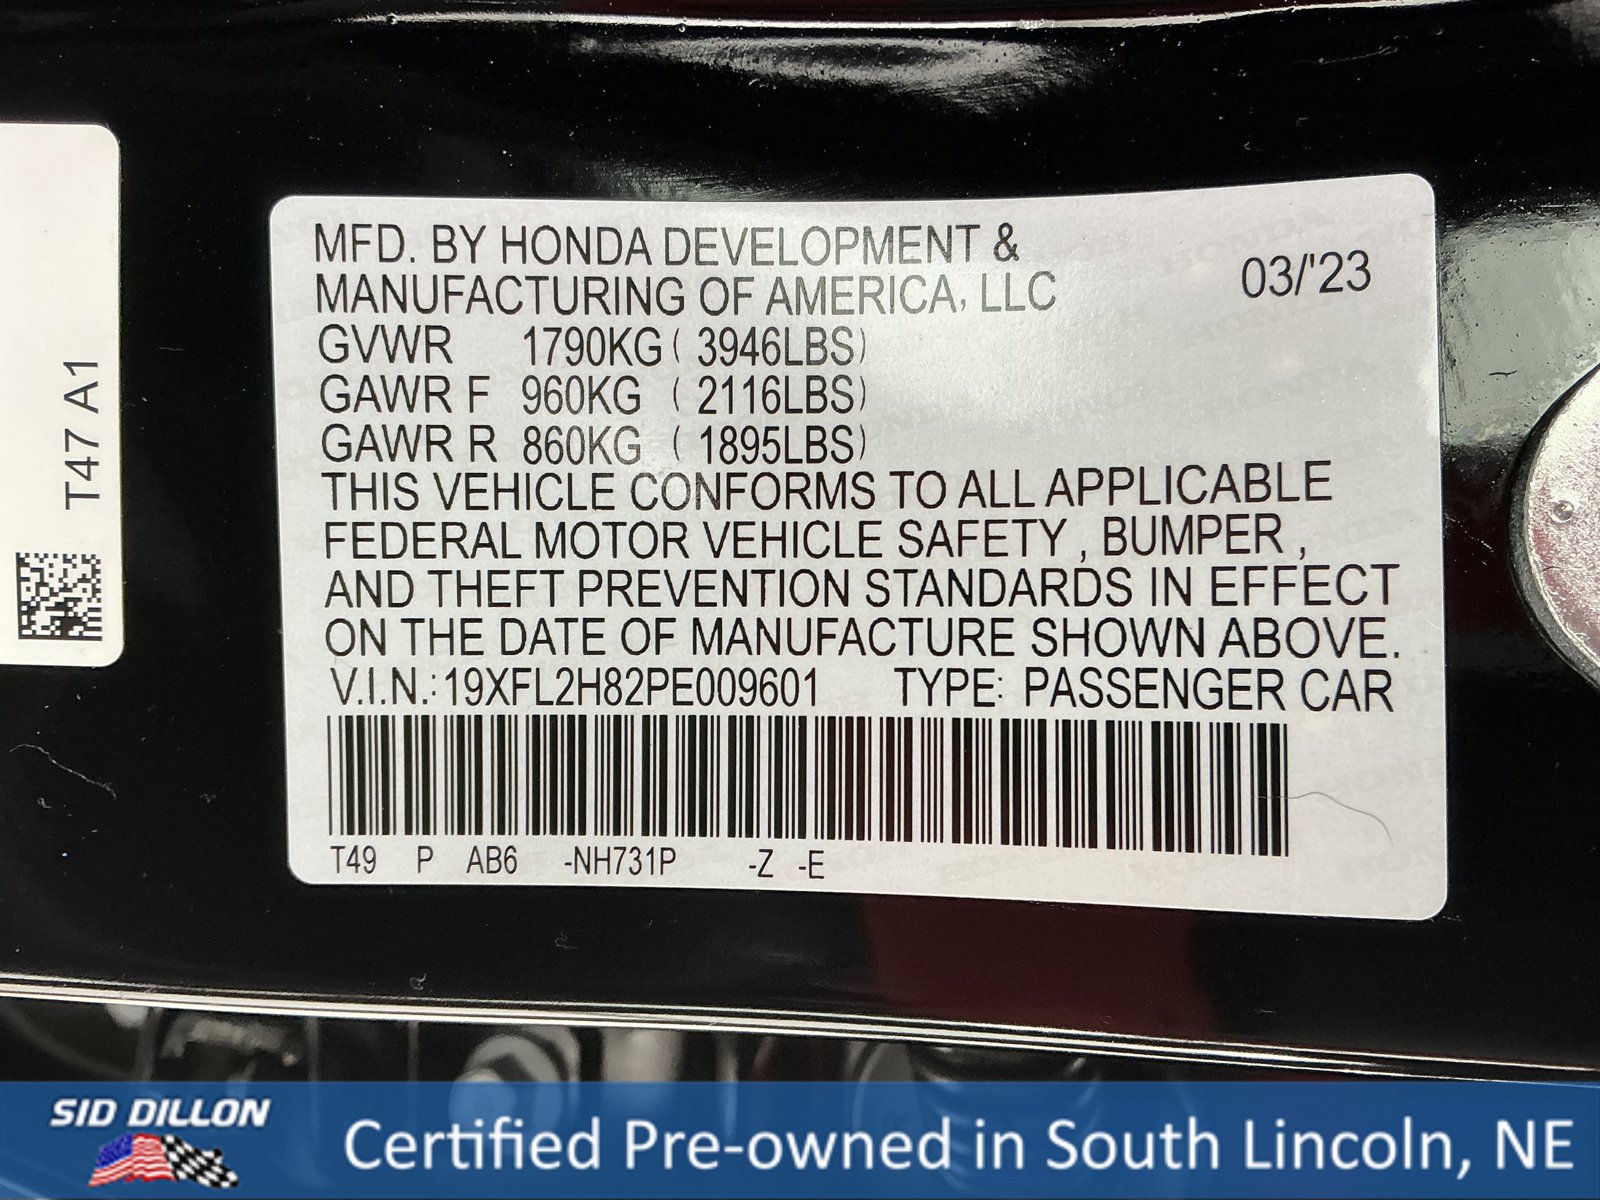 MFD. BY HONDA DEVELOPMENT &
MANUFACTURING OF AMERICA, LLC
03/'23
GVWR 1790KG ( 3946LBS)
GAWR F 960KG ( 2116LBS)
GAWR R 860KG ( 1895LBS)
THIS VEHICLE CONFORMS TO ALL APPLICABLE
FEDERAL MOTOR VEHICLE SAFETY , BUMPER ,
AND THEFT PREVENTION STANDARDS IN EFFECT
ON THE DATE OF MANUFACTURE SHOWN ABOVE.
V.I.N.: 19XFL2H82PE009601 TYPE: PASSENGER CAR
T49 P AB6 -NH731P -Z -E
T47 A1
SID DILLON
Certified Pre-owned in South Lincoln, NE